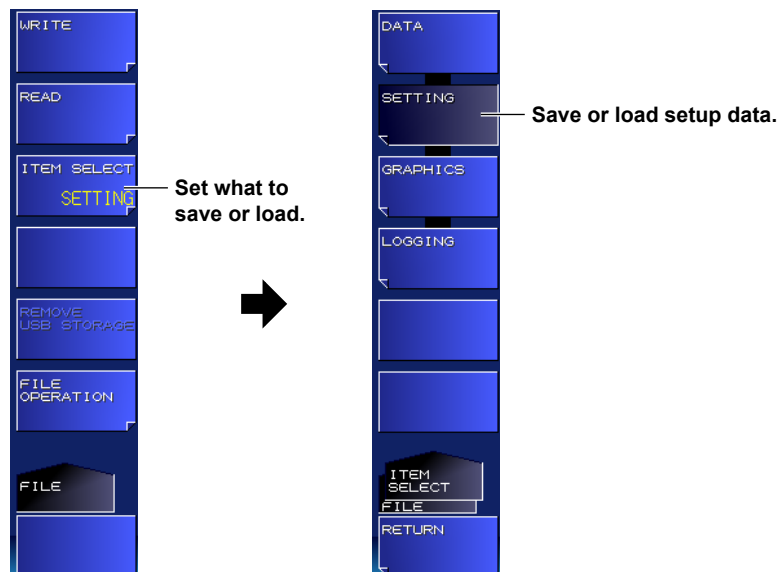 WRITE
READ
ITEM SELECT
SETTING
REMOVE
USB STORAGE
FILE
OPERATION
FILE
Set what to
save or load.
DATA
SETTING
GRAPHICS
LOGGING
ITEM
SELECT
FILE
RETURN
Save or load setup data.